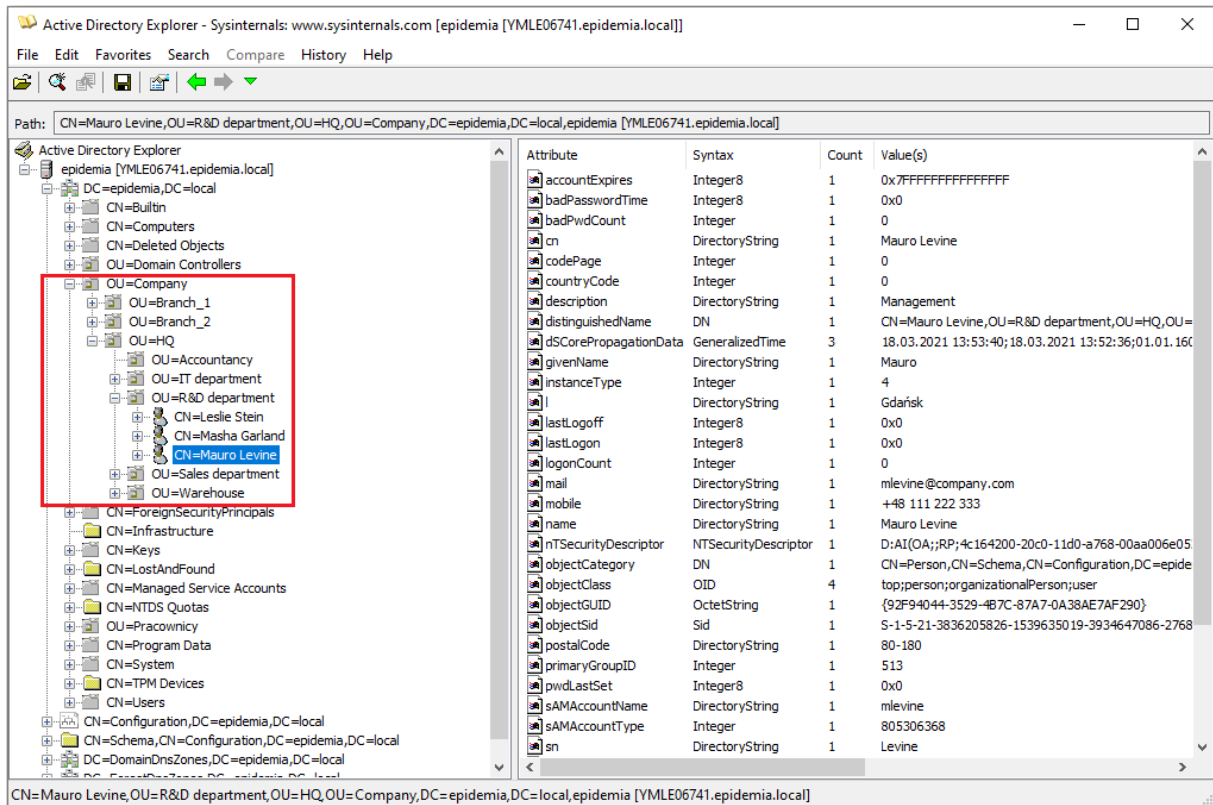 Active Directory Explorer - Sysinternals: www.sysinternals.com [epidemia [YMLE06741.epidemia.local]]
File Edit Favorites Search Compare History Help
Path: CN=Mauro Levine,OU=R&D department,OU=HQ,OU=Company,DC=epidemia,DC=local,epidemia [YMLE06741.epidemia.local]
Active Directory Explorer
epidemia [YMLE06741.epidemia.local]
DC=epidemia,DC=local
CN=Builtin
CN=Computers
CN=Deleted Objects
OU=Domain Controllers
OU=Company
OU=Branch_1
OU=Branch_2
OU=HQ
OU=Accountancy
OU=IT department
OU=R&D department
CN=Leslie Stein
CN=Masha Garland
CN=Mauro Levine
OU=Sales department
OU=Warehouse
CN=ForeignSecurityPrincipals
CN=Infrastructure
CN=Keys
CN=LostAndFound
CN=Managed Service Accounts
CN=NTDS Quotas
OU=Pracownicy
CN=Program Data
CN=System
CN=TPM Devices
CN=Users
CN=Configuration,DC=epidemia,DC=local
CN=Schema,CN=Configuration,DC=epidemia,DC=local
DC=DomainDnsZones,DC=epidemia,DC=local
DC=ForestDnsZones,DC=epidemia,DC=local
Attribute Syntax Count Value(s)
accountExpires Integer8 1 0x7FFFFFFFFFFFFFFF
badPasswordTime Integer8 1 0x0
badPwdCount Integer 1 0
cn DirectoryString 1 Mauro Levine
codePage Integer 1 0
countryCode Integer 1 0
description DirectoryString 1 Management
distinguishedName DN 1 CN=Mauro Levine,OU=R&D department,OU=HQ,OU=
dSCorePropagationData GeneralizedTime 3 18.03.2021 13:53:40;18.03.2021 13:52:36;01.01.160
givenName DirectoryString 1 Mauro
instanceType Integer 1 4
l DirectoryString 1 Gdańsk
lastLogoff Integer8 1 0x0
lastLogon Integer8 1 0x0
logonCount Integer 1 0
mail DirectoryString 1 mlevine@company.com
mobile DirectoryString 1 +48 111 222 333
name DirectoryString 1 Mauro Levine
nTSecurityDescriptor NTSecurityDescriptor 1 D:AI(OA;;RP;4c164200-20c0-11d0-a768-00aa006e05
objectCategory DN 1 CN=Person,CN=Schema,CN=Configuration,DC=epide
objectClass OID 4 top;person;organizationalPerson;user
objectGUID OctetString 1 {92F94044-3529-4B7C-87A7-0A38AE7AF290}
objectSid Sid 1 S-1-5-21-3836205826-1539635019-3934647086-2768
postalCode DirectoryString 1 80-180
primaryGroupID Integer 1 513
pwdLastSet Integer8 1 0x0
sAMAccountName DirectoryString 1 mlevine
sAMAccountType Integer 1 805306368
sn DirectoryString 1 Levine
CN=Mauro Levine,OU=R&D department,OU=HQ,OU=Company,DC=epidemia,DC=local,epidemia [YMLE06741.epidemia.local]